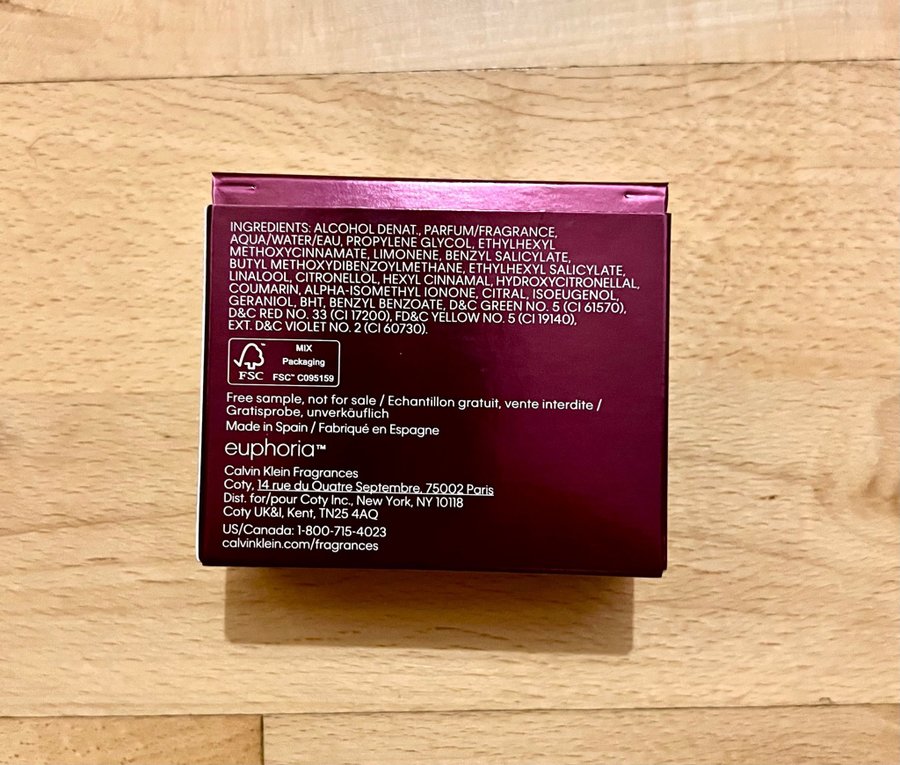 INGREDIENTS: ALCOHOL DENAT., PARFUM/FRAGRANCE,
AQUA/WATER/EAU, PROPYLENE GLYCOL, ETHYLHEXYL
METHOXYCINNAMATE, LIMONENE, BENZYL SALICYLATE,
BUTYL METHOXYDIBENZOYLMETHANE, ETHYLHEXYL SALICYLATE,
LINALOOL, CITRONELLOL, HEXYL CINNAMAL, HYDROXYCITRONELLAL,
COUMARIN, ALPHA-ISOMETHYL IONONE, CITRAL, ISOEUGENOL,
GERANIOL, BHT, BENZYL BENZOATE, D&C GREEN NO. 5 (CI 61570),
D&C RED NO. 33 (CI 17200), FD&C YELLOW NO. 5 (CI 19140),
EXT. D&C VIOLET NO. 2 (CI 60730).
MIX
Packaging
FSC™ C095159
FSC
Free sample, not for sale / Echantillon gratuit, vente interdite /
Gratisprobe, unverkäuflich
Made in Spain / Fabriqué en Espagne
euphoria™
Calvin Klein Fragrances
Coty, 14 rue du Quatre Septembre, 75002 Paris
Dist. for/pour Coty Inc., New York, NY 10118
Coty UK&I, Kent, TN25 4AQ
US/Canada: 1-800-715-4023
calvinklein.com/fragrances